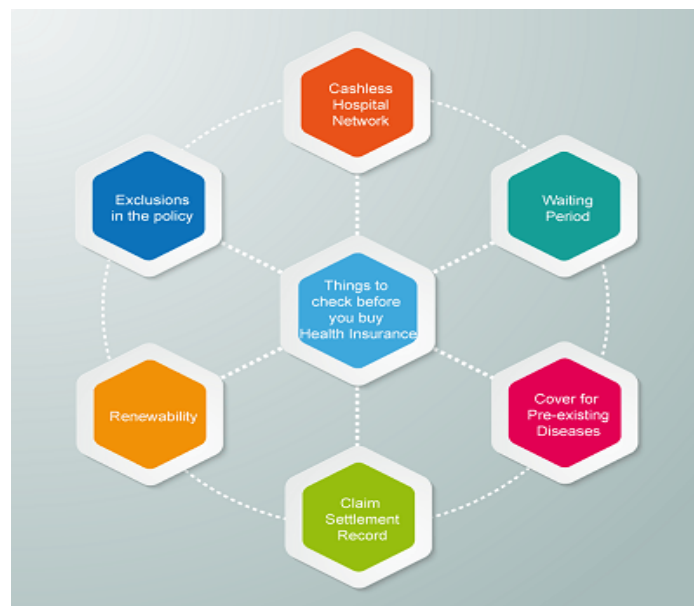 Cashless
Hospital
Network
Waiting
Period
Cover for
Pre-existing
Diseases
Claim
Settlement
Record
Renewability
Exclusions
in the policy
Things to
check before
you buy
Health Insurance